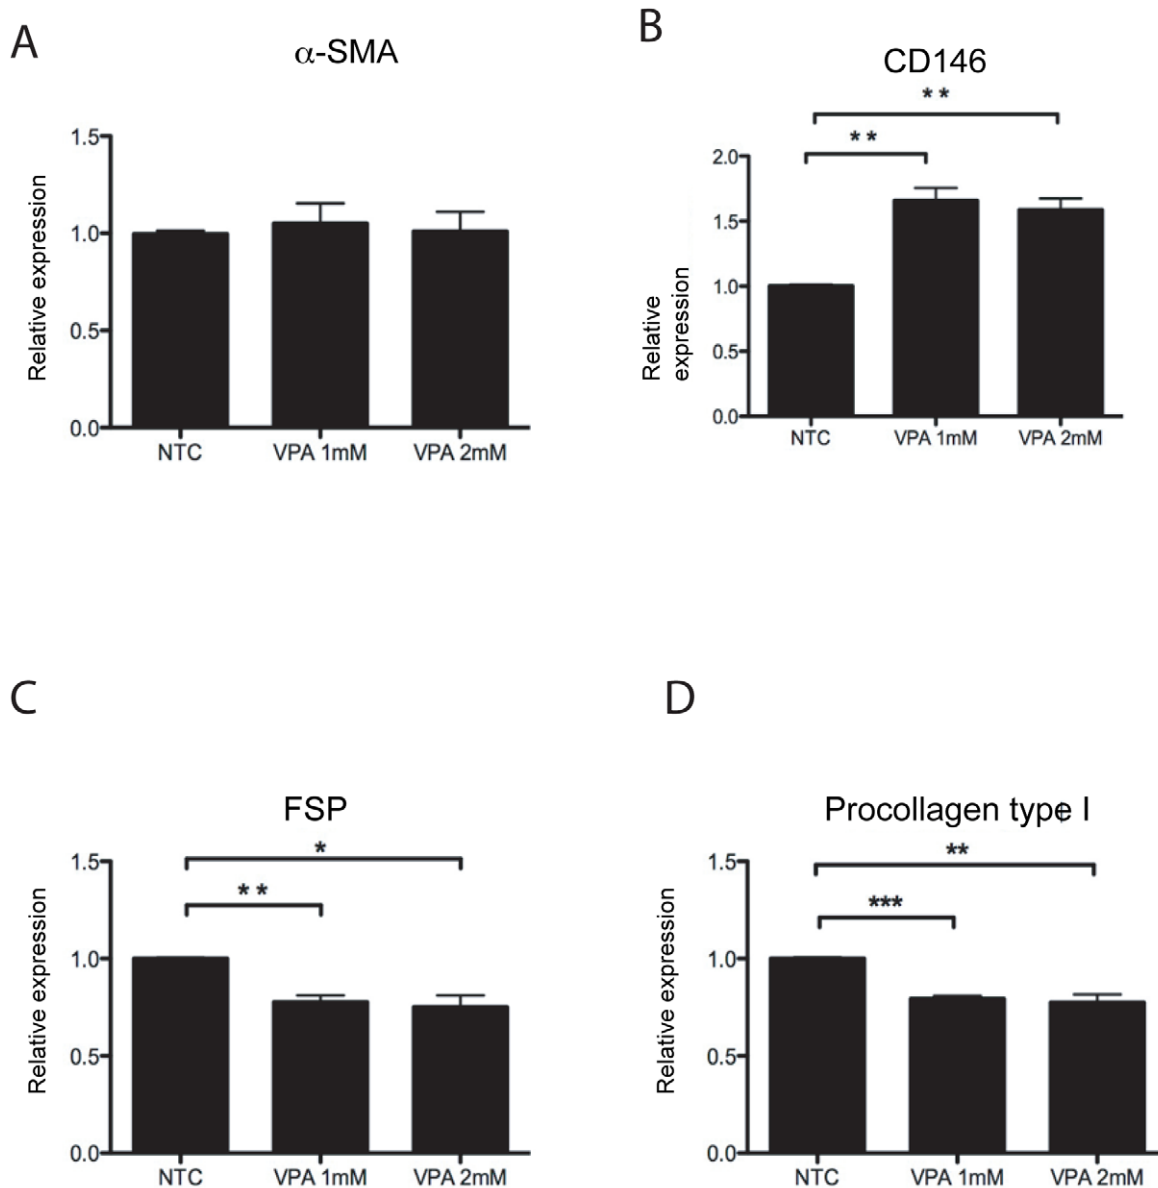 A
α-SMA
1.5
1.0
0.5
0.0
Relative expression
NTC
VPA 1mM
VPA 2mM
B
CD146
* *
* *
2.0
1.5
1.0
0.5
0.0
Relative
expression
NTC
VPA 1mM
VPA 2mM
C
FSP
*
* *
1.5
1.0
0.5
0.0
Relative expression
NTC
VPA 1mM
VPA 2mM
D
Procollagen type I
**
***
1.5
1.0
0.5
0.0
Relative expression
NTC
VPA 1mM
VPA 2mM